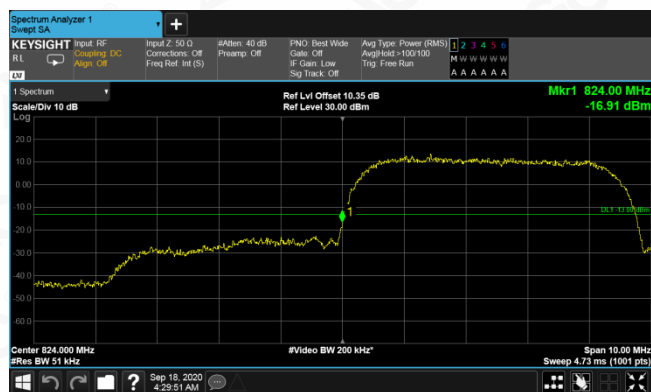 Spectrum Analyzer 1
Swept SA
+
KEYSIGHT
RL
LXI
Input: RF
Coupling: DC
Align: Off
Input Z: 50 Ω
Corrections: Off
Freq Ref: Int (S)
#Atten: 40 dB
Preamp: Off
PNO: Best Wide
Gate: Off
IF Gain: Low
Sig Track: Off
Avg Type: Power (RMS)
Avg|Hold:>100/100
Trig: Free Run
1 2 3 4 5 6
M W W W W W
A A A A A A
1 Spectrum
Scale/Div 10 dB
Log
Ref Lvl Offset 10.35 dB
Ref Level 30.00 dBm
Mkr1 824.00 MHz
-16.91 dBm
20.0
10.0
0.00
-10.0
-20.0
-30.0
-40.0
-50.0
-60.0
1
DL1 -13.00 dBm
Center 824.000 MHz
#Res BW 51 kHz
#Video BW 200 kHz*
Span 10.00 MHz
Sweep 4.73 ms (1001 pts)
?
Sep 18, 2020
4:29:51 AM